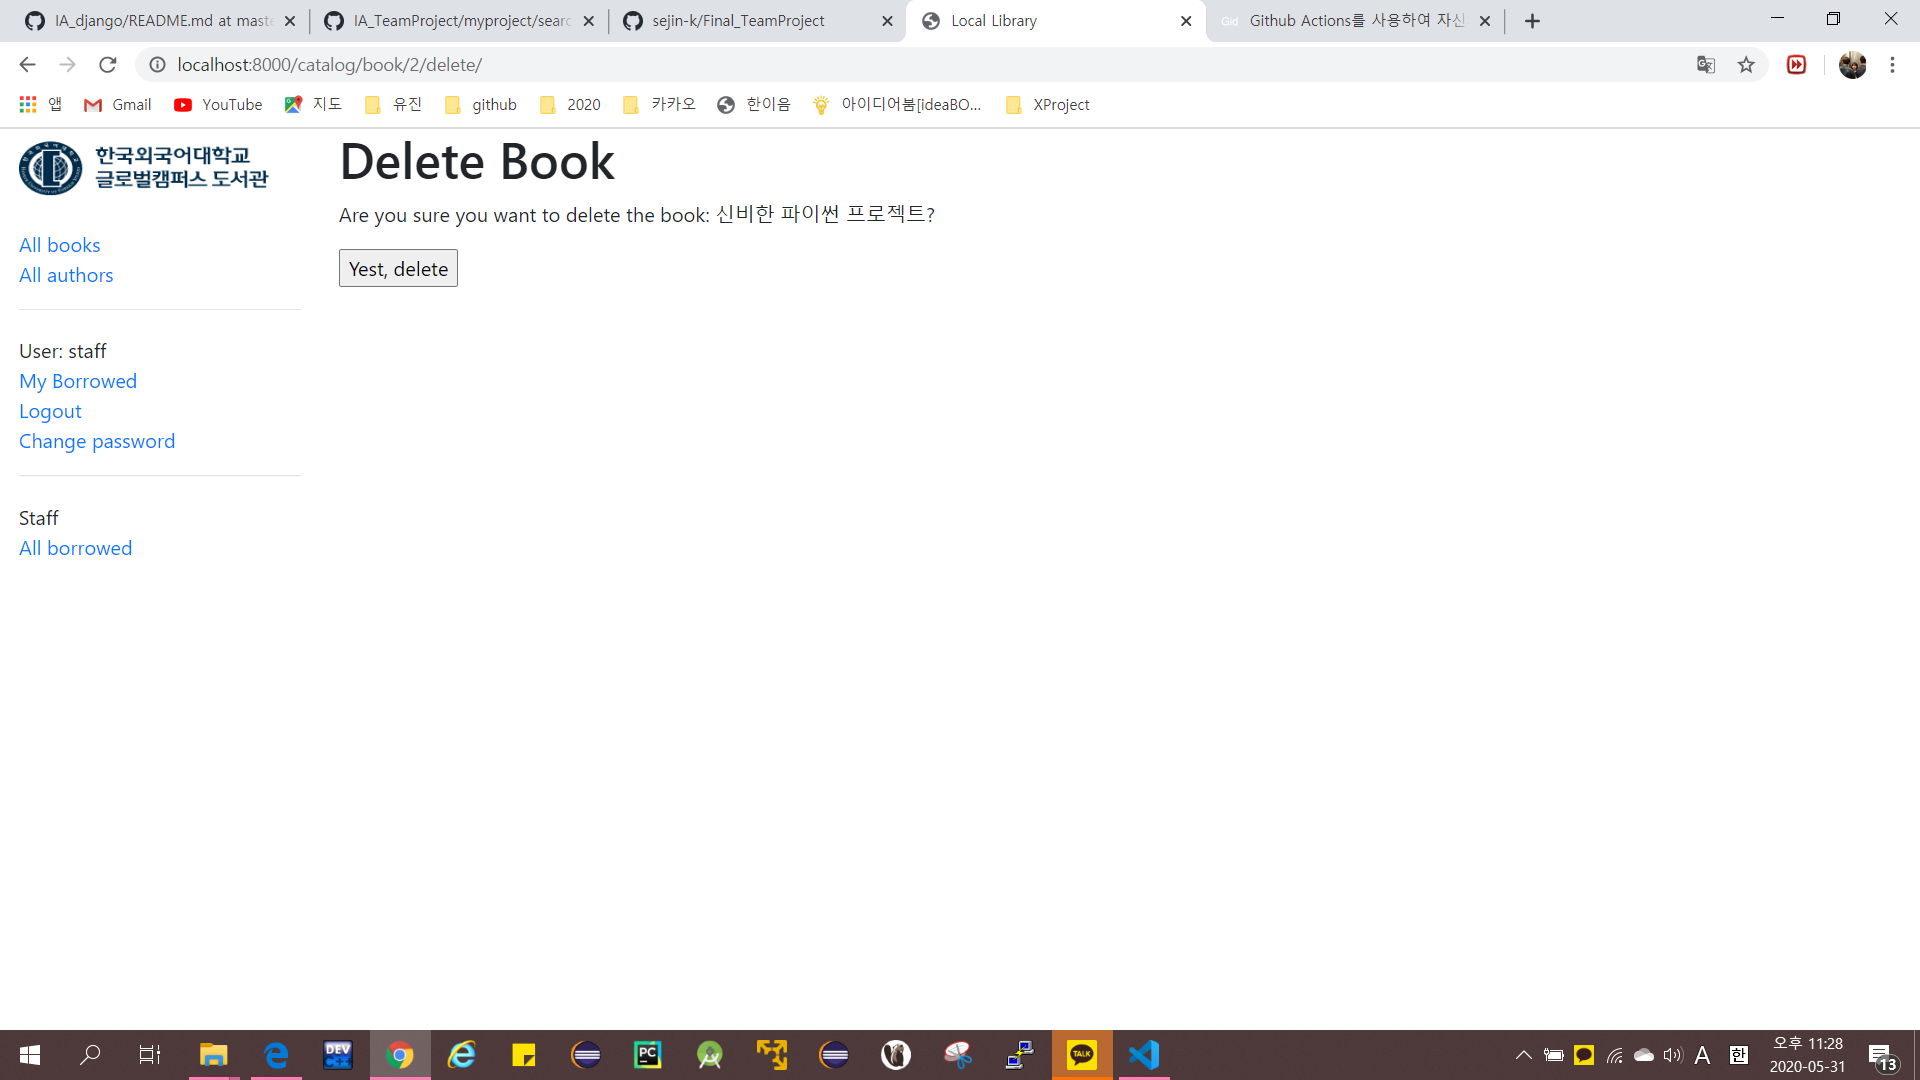 IA_django/README.md at maste
IA_TeamProject/myproject/searc
sejin-k/Final_TeamProject
Local Library
Gid
Github Actions를 사용하여 자신
localhost:8000/catalog/book/2/delete/
앱
Gmail
YouTube
지도
유진
github
2020
카카오
한이음
아이디어봄[ideaBO...
XProject
한국외국어대학교
글로벌캠퍼스 도서관
Delete Book
Are you sure you want to delete the book: 신비한 파이썬 프로젝트?
Yest, delete
All books
All authors
User: staff
My Borrowed
Logout
Change password
Staff
All borrowed
DEV
C++
PC
TALK
A
한
오후 11:28
2020-05-31
13